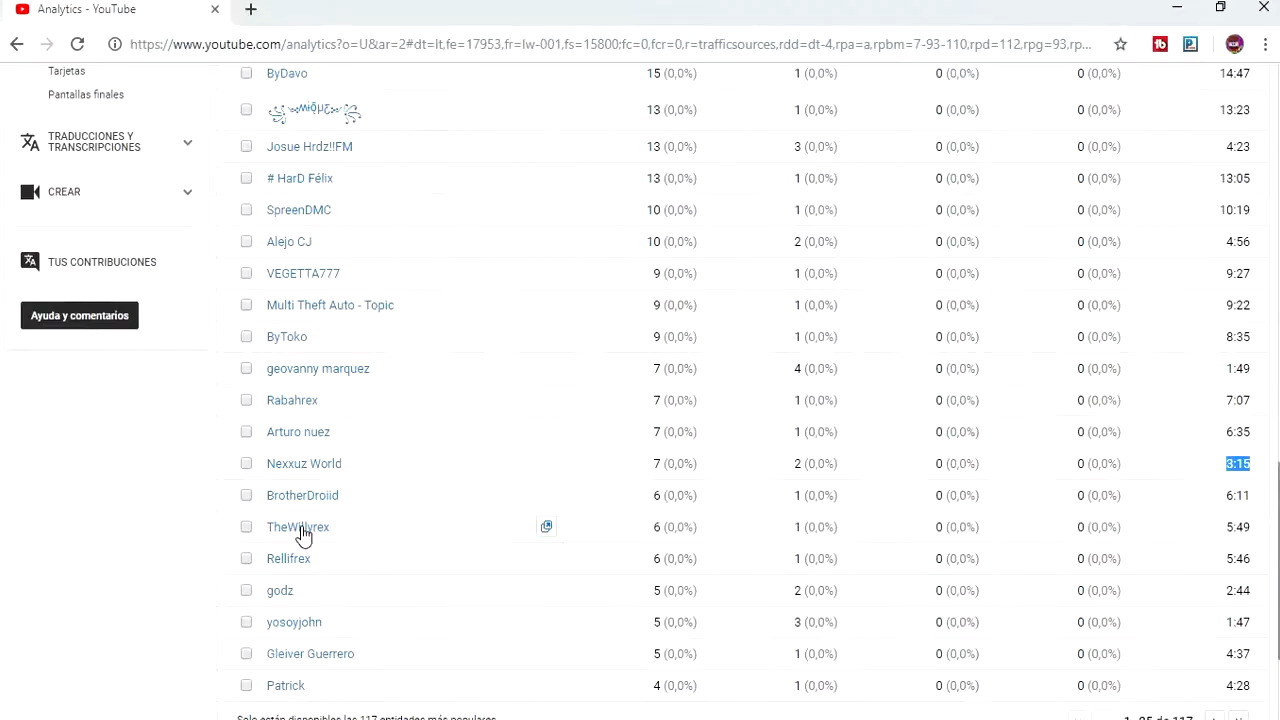 Analytics - YouTube
https://www.youtube.com/analytics?o=U&ar=2#dt=lt,fe=17953,fr=lw-001,fs=15800;fc=0,fcr=0,r=trafficsources,rdd=dt-4,rpa=a,rpbm=7-93-110,rpd=112,rpg=93,rp...
Tarjetas
Pantallas finales
TRADUCCIONES Y
TRANSCRIPCIONES
CREAR
TUS CONTRIBUCIONES
Ayuda y comentarios
ByDavo 15 (0,0%) 1 (0,0%) 0 (0,0%) 0 (0,0%) 14:47
13 (0,0%) 1 (0,0%) 0 (0,0%) 0 (0,0%) 13:23
Josue Hrdz!!FM 13 (0,0%) 3 (0,0%) 0 (0,0%) 0 (0,0%) 4:23
# HarD Félix 13 (0,0%) 1 (0,0%) 0 (0,0%) 0 (0,0%) 13:05
SpreenDMC 10 (0,0%) 1 (0,0%) 0 (0,0%) 0 (0,0%) 10:19
Alejo CJ 10 (0,0%) 2 (0,0%) 0 (0,0%) 0 (0,0%) 4:56
VEGETTA777 9 (0,0%) 1 (0,0%) 0 (0,0%) 0 (0,0%) 9:27
Multi Theft Auto - Topic 9 (0,0%) 1 (0,0%) 0 (0,0%) 0 (0,0%) 9:22
ByToko 9 (0,0%) 1 (0,0%) 0 (0,0%) 0 (0,0%) 8:35
geovanny marquez 7 (0,0%) 4 (0,0%) 0 (0,0%) 0 (0,0%) 1:49
Rabahrex 7 (0,0%) 1 (0,0%) 0 (0,0%) 0 (0,0%) 7:07
Arturo nuez 7 (0,0%) 1 (0,0%) 0 (0,0%) 0 (0,0%) 6:35
Nexxuz World 7 (0,0%) 2 (0,0%) 0 (0,0%) 0 (0,0%) 3:15
BrotherDroiid 6 (0,0%) 1 (0,0%) 0 (0,0%) 0 (0,0%) 6:11
TheWillyrex 6 (0,0%) 1 (0,0%) 0 (0,0%) 0 (0,0%) 5:49
Rellifrex 6 (0,0%) 1 (0,0%) 0 (0,0%) 0 (0,0%) 5:46
godz 5 (0,0%) 2 (0,0%) 0 (0,0%) 0 (0,0%) 2:44
yosoyjohn 5 (0,0%) 3 (0,0%) 0 (0,0%) 0 (0,0%) 1:47
Gleiver Guerrero 5 (0,0%) 1 (0,0%) 0 (0,0%) 0 (0,0%) 4:37
Patrick 4 (0,0%) 1 (0,0%) 0 (0,0%) 0 (0,0%) 4:28
Solo están disponibles las 117 entidades más populares 1-25 de 117